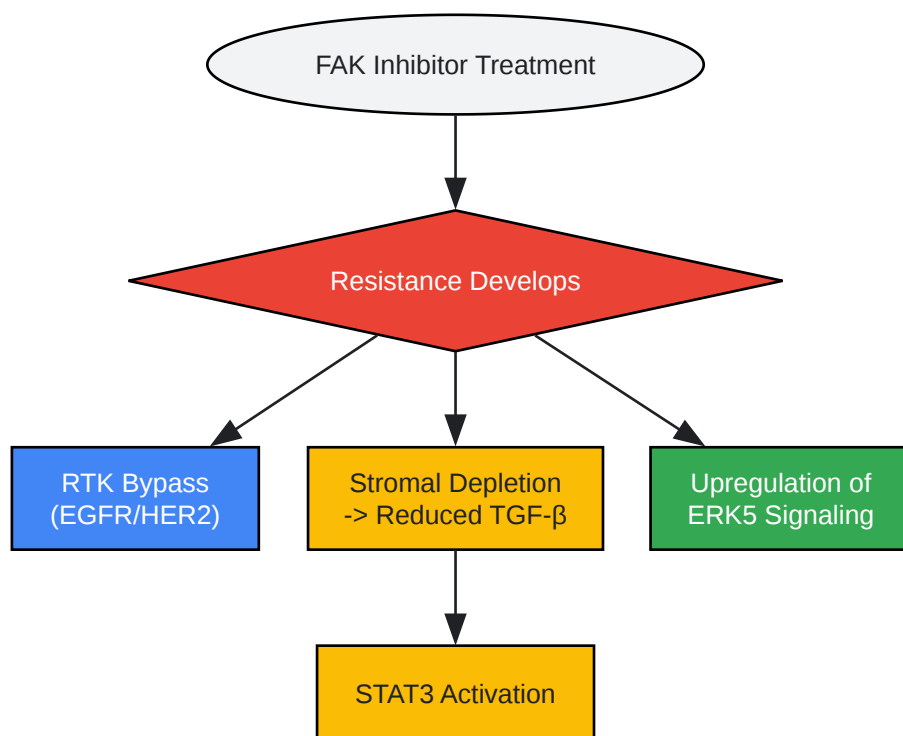 FAK Inhibitor Treatment
Resistance Develops
RTK Bypass
(EGFR/HER2)
Stromal Depletion
-> Reduced TGF-β
Upregulation of
ERK5 Signaling
STAT3 Activation